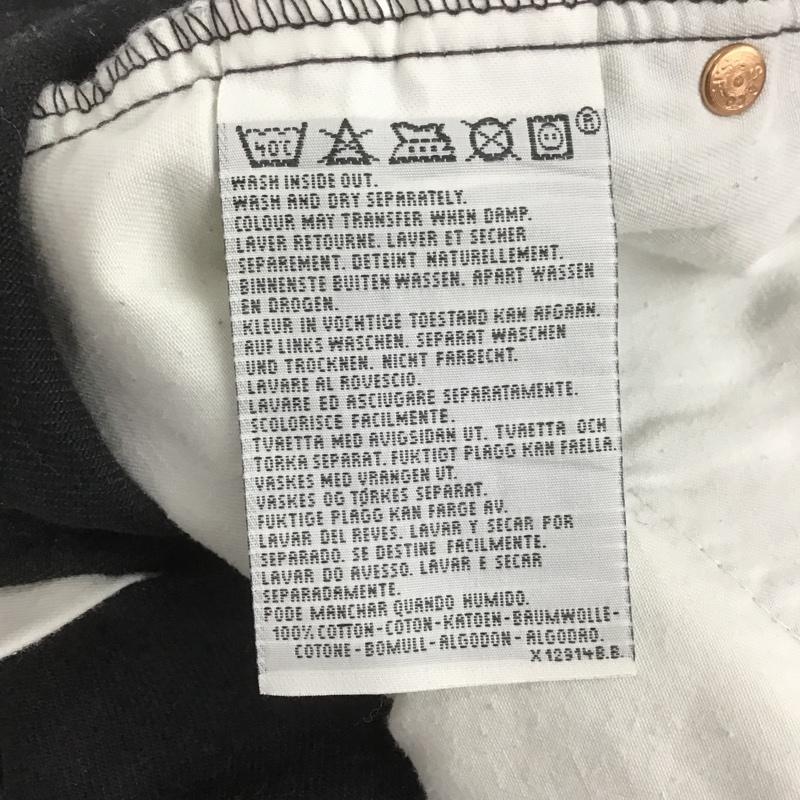 40C
®
WASH INSIDE OUT.
WASH AND DRY SEPARATELY.
COLOUR MAY TRANSFER WHEN DAMP.
LAVER RETOURNE. LAVER ET SECHER
SEPAREMENT. DETEINT NATURELLEMENT.
BINNENSTE BUITEN WASSEN. APART WASSEN
EN DROGEN.
KLEUR IN VOCHTIGE TOESTAND KAN AFGAAN.
AUF LINKS WASCHEN. SEPARAT WASCHEN
UND TROCKNEN. NICHT FARBECHT.
LAVARE AL ROVESCIO.
LAVARE ED ASCIUGARE SEPARATAMENTE.
SCOLORISCE FACILMENTE.
TVAETTA MED AVIGSIDAN UT. TVAETTA OCH
TORKA SEPARAT. FUKTIGT PLAGG KAN FAELLA.
VASKES MED VRANGEN UT.
VASKES OG TØRKES SEPARAT.
FUKTIGE PLAGG KAN FARGE AV.
LAVAR DEL REVES. LAVAR Y SECAR POR
SEPARADO. SE DESTINE FACILMENTE.
LAVAR DO AVESSO. LAVAR E SECAR
SEPARADAMENTE.
PODE MANCHAR QUANDO HUMIDO.
100% COTTON-COTON-KATOEN-BAUMWOLLE-
COTONE-BOMULL-ALGODON-ALGODAO.
X12914B.B.